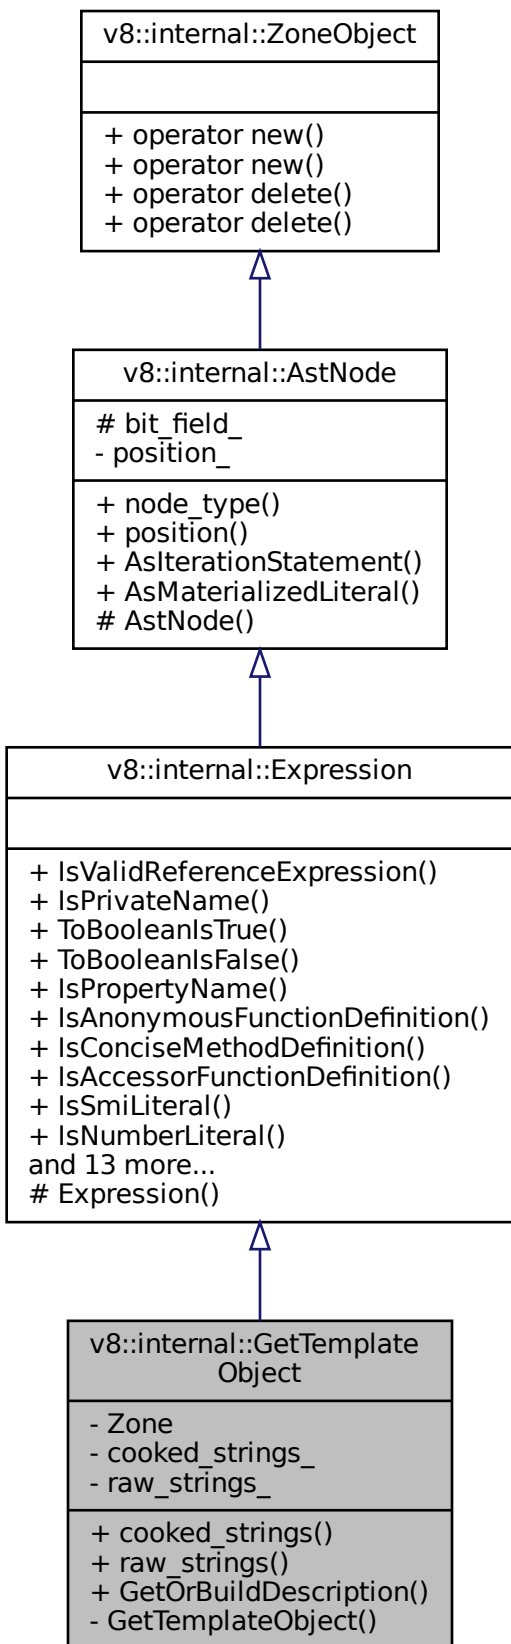 v8::internal::ZoneObject
+ operator new()
+ operator new()
+ operator delete()
+ operator delete()
v8::internal::AstNode
# bit_field_
- position_
+ node_type()
+ position()
+ AsIterationStatement()
+ AsMaterializedLiteral()
# AstNode()
v8::internal::Expression
+ IsValidReferenceExpression()
+ IsPrivateName()
+ ToBooleanIsTrue()
+ ToBooleanIsFalse()
+ IsPropertyName()
+ IsAnonymousFunctionDefinition()
+ IsConciseMethodDefinition()
+ IsAccessorFunctionDefinition()
+ IsSmiLiteral()
+ IsNumberLiteral()
and 13 more...
# Expression()
v8::internal::GetTemplate
Object
- Zone
- cooked_strings_
- raw_strings_
+ cooked_strings()
+ raw_strings()
+ GetOrBuildDescription()
- GetTemplateObject()